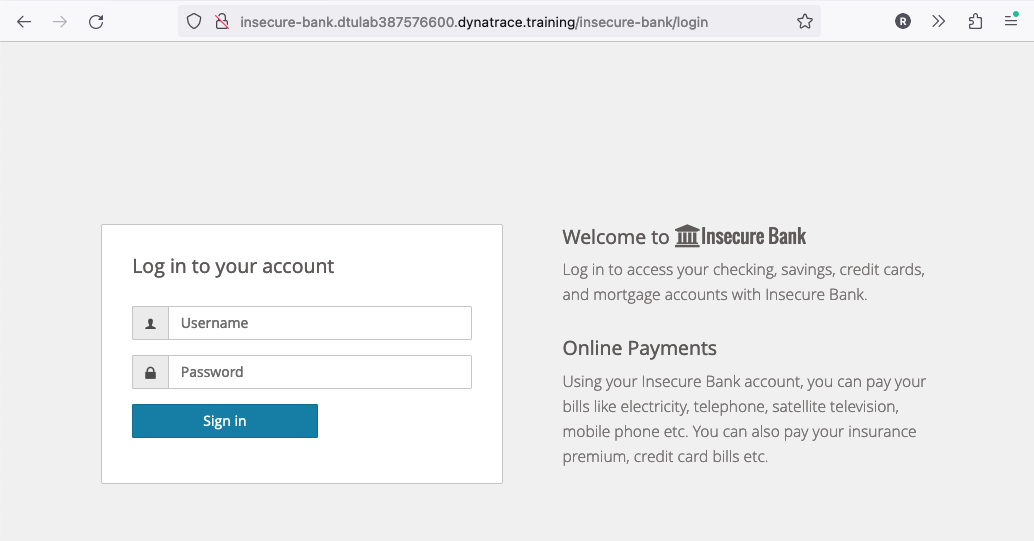 insecure-bank.dtulab387576600.dynatrace.training/insecure-bank/login
R
Log in to your account
Username
Password
Sign in
Welcome to Insecure Bank
Log in to access your checking, savings, credit cards,
and mortgage accounts with Insecure Bank.
Online Payments
Using your Insecure Bank account, you can pay your
bills like electricity, telephone, satellite television,
mobile phone etc. You can also pay your insurance
premium, credit card bills etc.